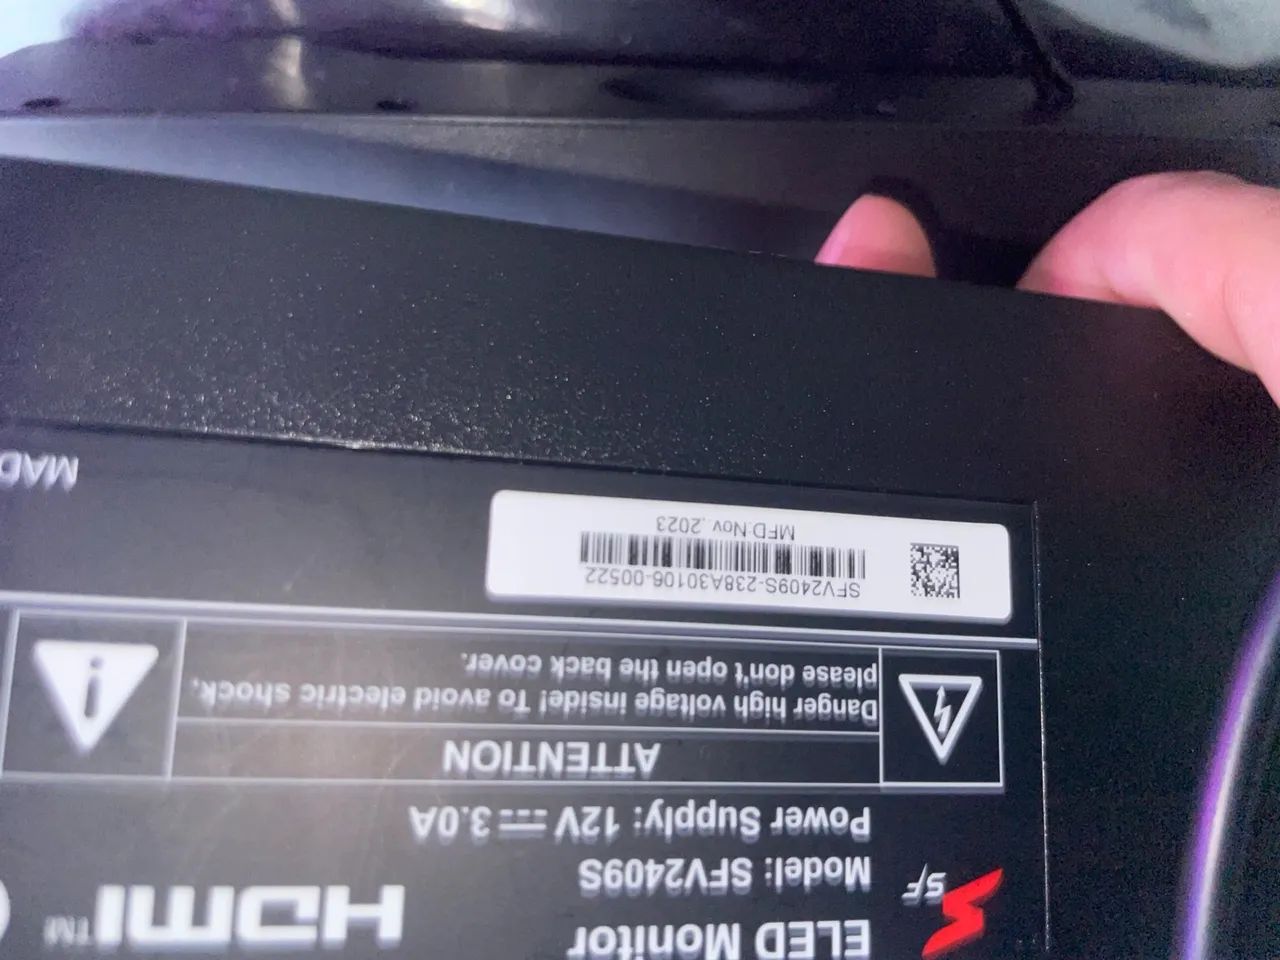 ELED Monitor
SF
HDMI™
Model: SFV2409S
Power Supply: 12V 3.0A
ATTENTION
Danger high voltage inside! To avoid electric shock,
please don't open the back cover.
SFV2409S-238A30106-00522
MFD:Nov.,2023
MAD